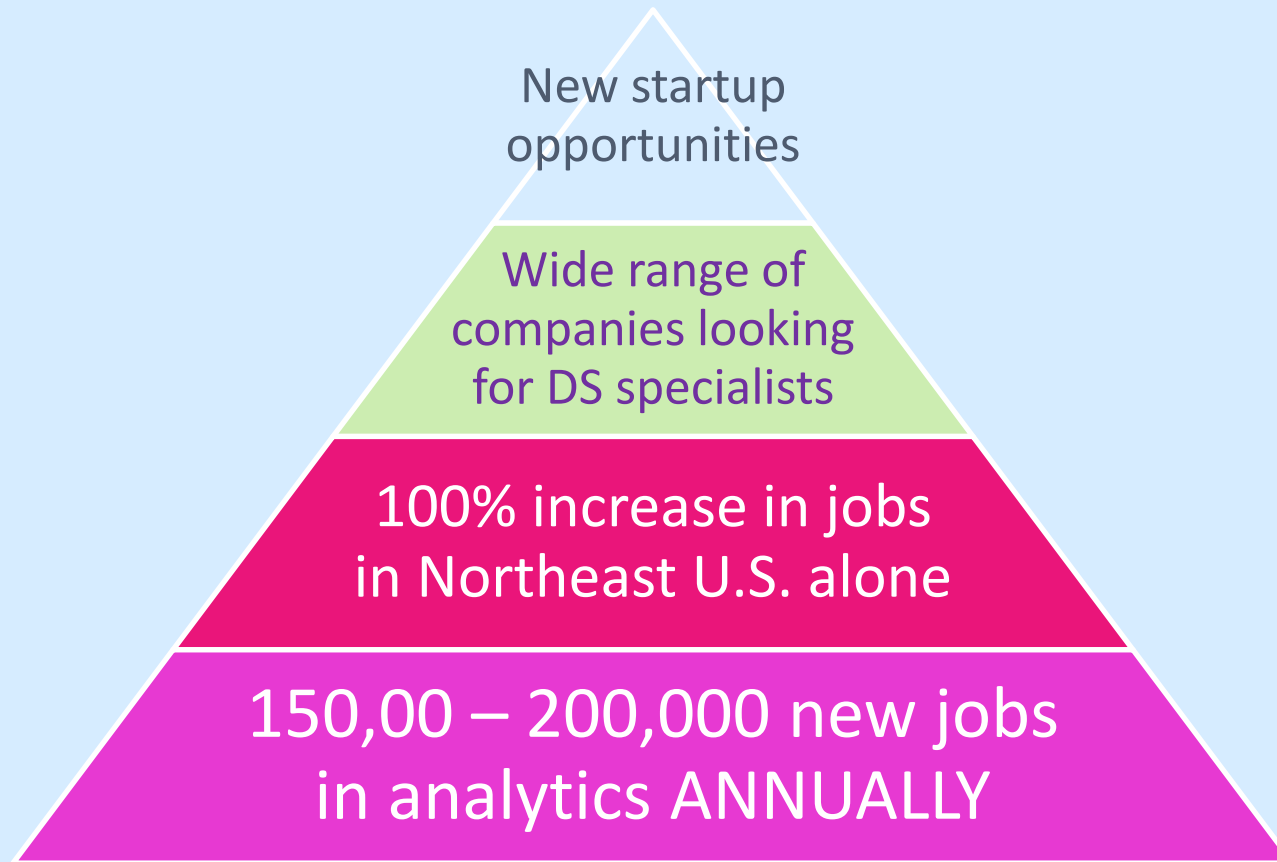 New startup
opportunities
Wide range of
companies looking
for DS specialists
100% increase in jobs
in Northeast U.S. alone
150,00 – 200,000 new jobs
in analytics ANNUALLY